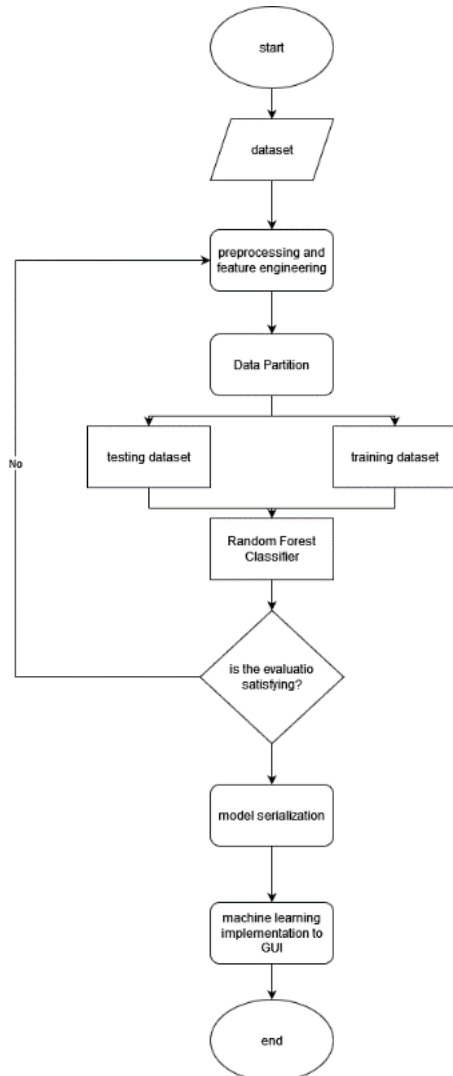 start
dataset
preprocessing and
feature engineering
Data Partition
testing dataset
training dataset
No
Random Forest
Classifier
is the evaluatio
satisfying?
model serialization
machine learning
implementation to
GUI
end